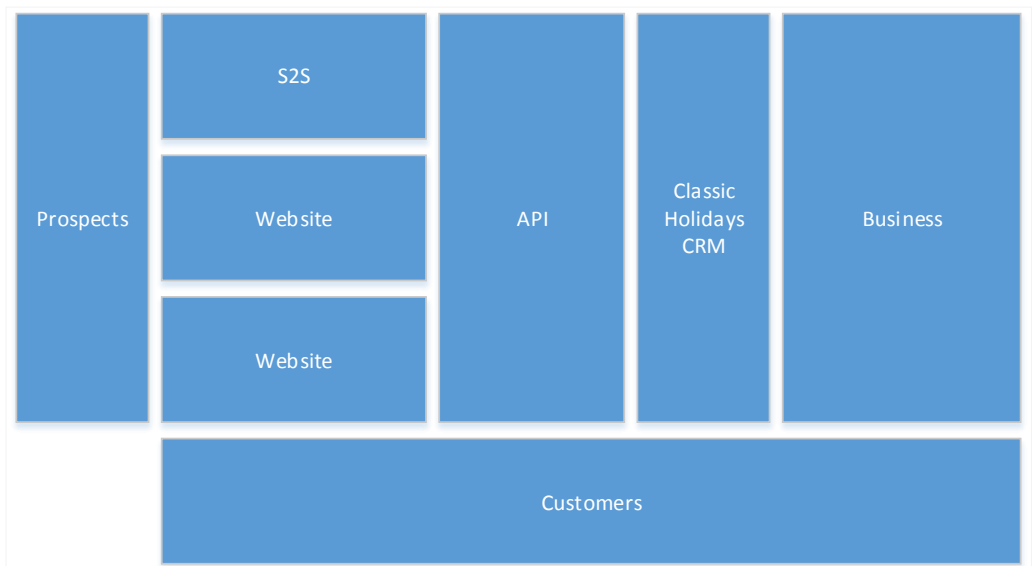 Prospects
S2S
Website
Website
API
Classic
Holidays
CRM
Business
Customers